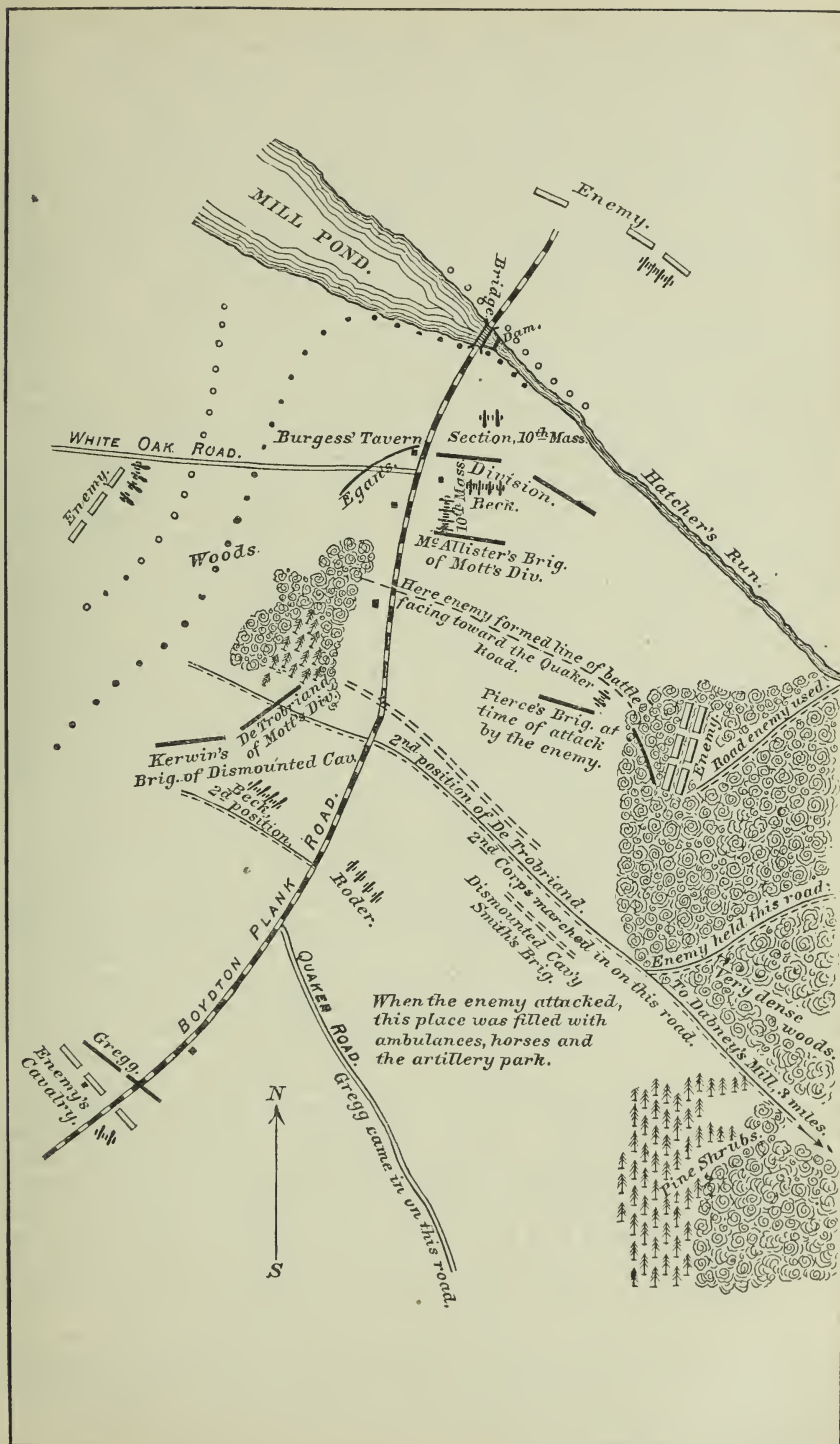 MILL POND.
Enemy.
Bridge
Dam.
WHITE OAK ROAD.
Burgess' Tavern
Section, 10th Mass.
Enemy.
Egan's
Division.
Beck.
10th Mass.
McAllister's Brig.
of Mott's Div.
Hatcher's Run.
Woods.
Here enemy formed line of battle
facing toward the Quaker
Road.
Pierce's Brig. at
time of attack
by the enemy.
Enemy.
Road enemy used
De Trobriand
of Mott's Div.
Kerwin's
Brig. of Dismounted Cav.
Beck,
2d position.
2nd position of De Trobriand.
2nd Corps marched in on this road.
Dismounted Cav'y
Smith's Brig.
Roder.
BOYDTON PLANK ROAD.
Enemy held this road.
Very dense
woods.
To Dabney's Mill, 3 miles.
QUAKER ROAD.
Gregg came in on this road.
When the enemy attacked,
this place was filled with
ambulances, horses and
the artillery park.
Gregg.
Enemy's
Cavalry.
Pine Shrubs.
N
S